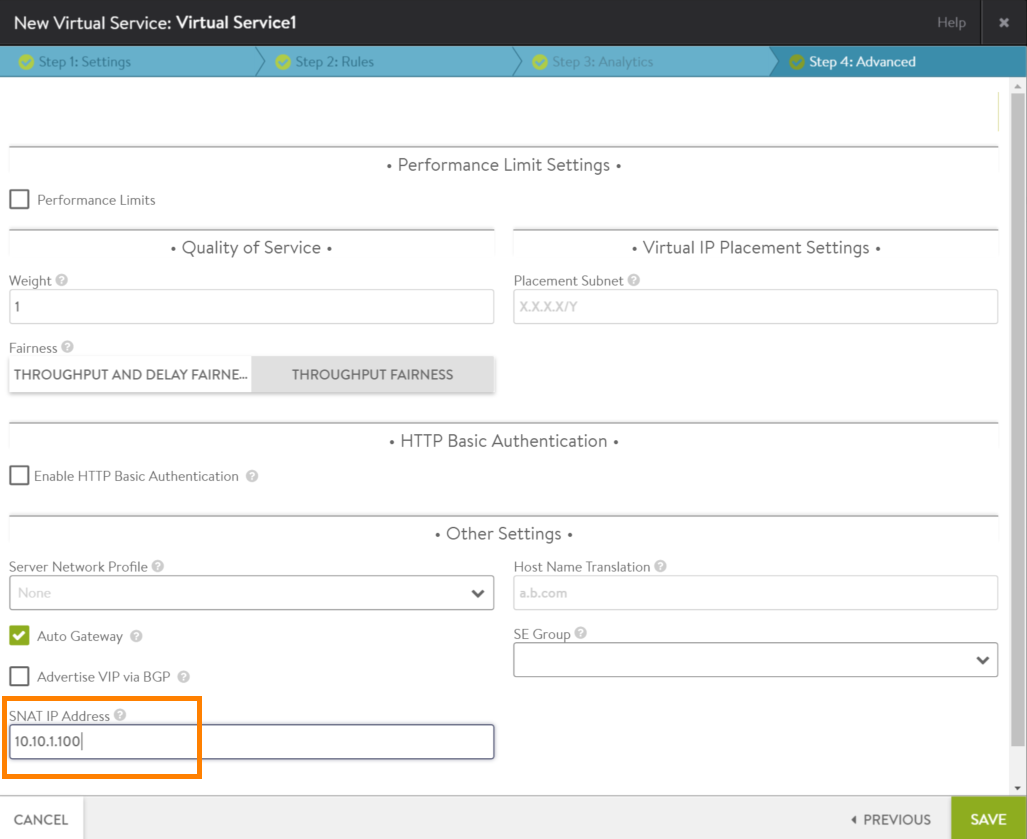 New Virtual Service: Virtual Service1
Help
Step 1: Settings
Step 2: Rules
Step 3: Analytics
Step 4: Advanced
• Performance Limit Settings •
Performance Limits
• Quality of Service •
• Virtual IP Placement Settings •
Weight
1
Placement Subnet
X.X.X.X/Y
Fairness
THROUGHPUT AND DELAY FAIRNE...
THROUGHPUT FAIRNESS
• HTTP Basic Authentication •
Enable HTTP Basic Authentication
• Other Settings •
Server Network Profile
None
Host Name Translation
a.b.com
Auto Gateway
SE Group
Advertise VIP via BGP
SNAT IP Address
10.10.1.100
CANCEL
PREVIOUS
SAVE